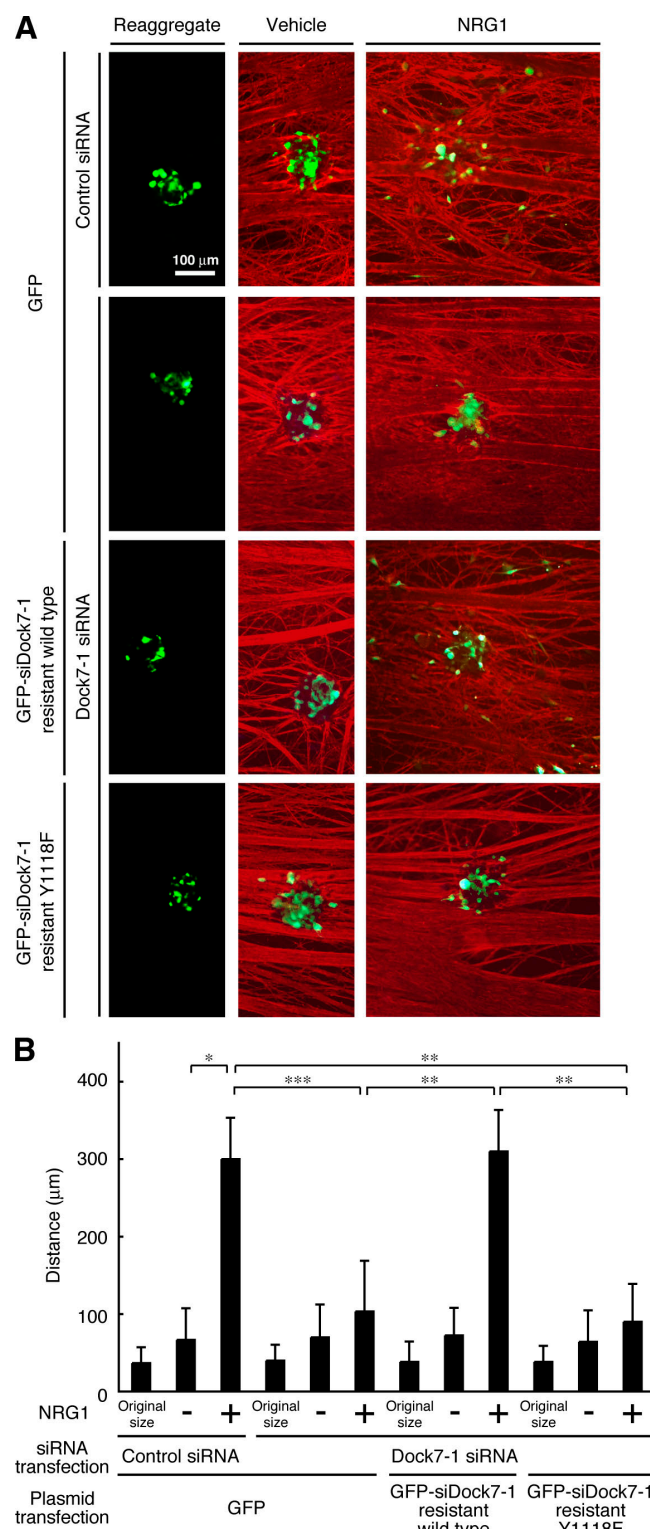 A
Reaggregate
Vehicle
NRG1
GFP
Control siRNA
100 μm
Dock7-1 siRNA
GFP-siDock7-1
resistant wild type
GFP-siDock7-1
resistant Y1118F
B
* ** *** ** **
Distance (μm)
400
300
200
100
0
NRG1 Original size - + Original size - + Original size - + Original size - +
siRNA transfection
Control siRNA
Dock7-1 siRNA
Plasmid transfection
GFP
GFP-siDock7-1
resistant
wild type
GFP-siDock7-1
resistant
Y1118F